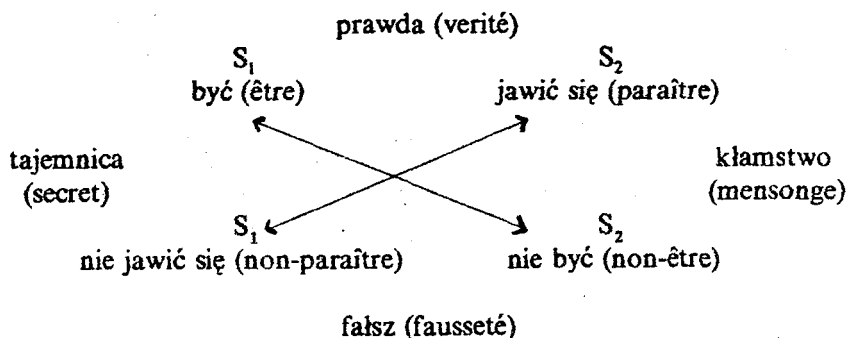 prawda (verité)
S₁ S₂
być (être) jawić się (paraître)
tajemnica kłamstwo
(secret) (mensonge)
S₁ S₂
nie jawić się (non-paraître) nie być (non-être)
fałsz (fausseté)